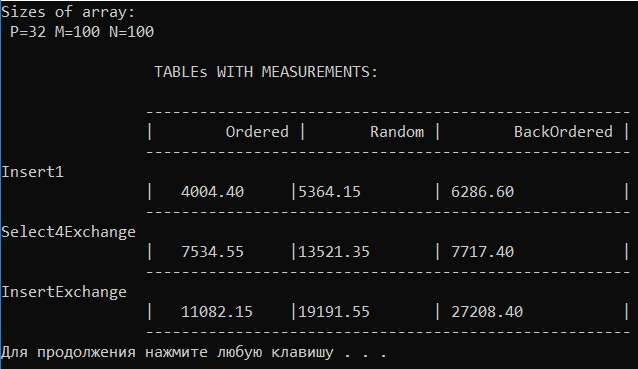 Sizes of array:
 P=32 M=100 N=100
TABLEs WITH MEASUREMENTS:
------------------------------------------------------
|        Ordered |       Random |        BackOrdered |
------------------------------------------------------
Insert1
|   4004.40     |5364.15        | 6286.60            |
------------------------------------------------------
Select4Exchange
|   7534.55     |13521.35       | 7717.40            |
------------------------------------------------------
InsertExchange
|   11082.15    |19191.55       | 27208.40           |
------------------------------------------------------
Для продолжения нажмите любую клавишу . . .